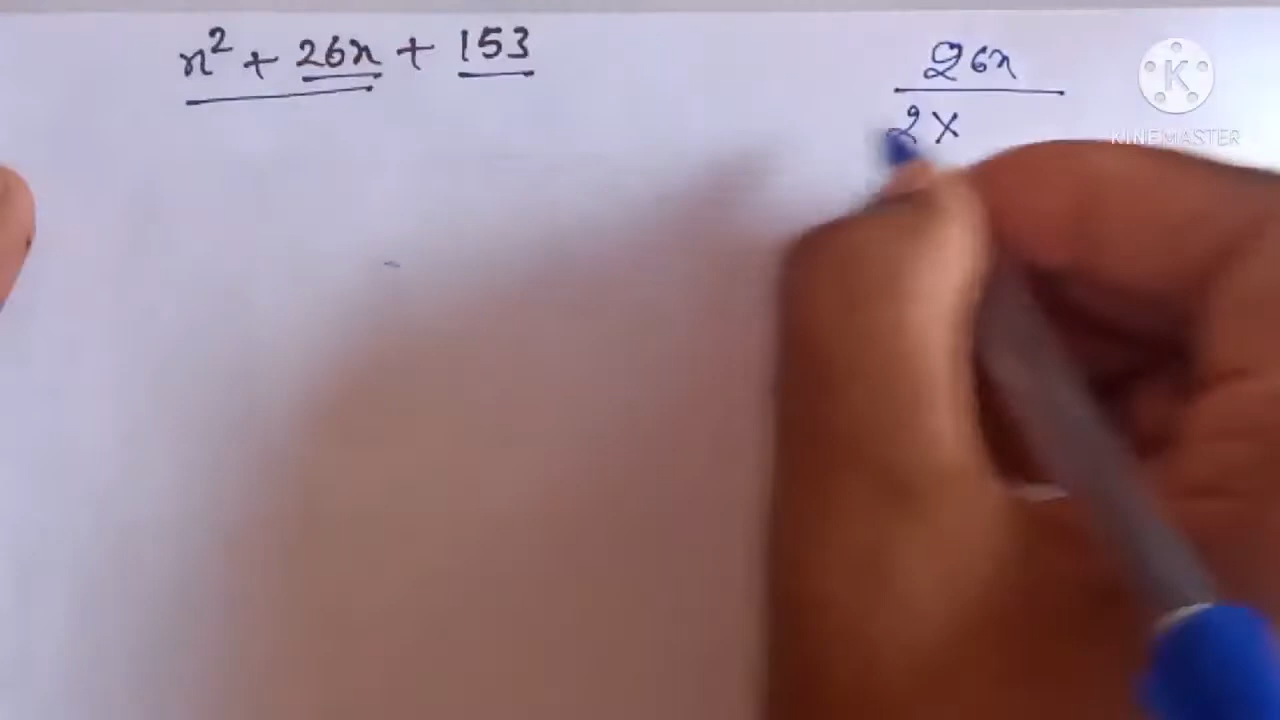 x² + 26x + 153
26x
2 ×
K
KINEMASTER